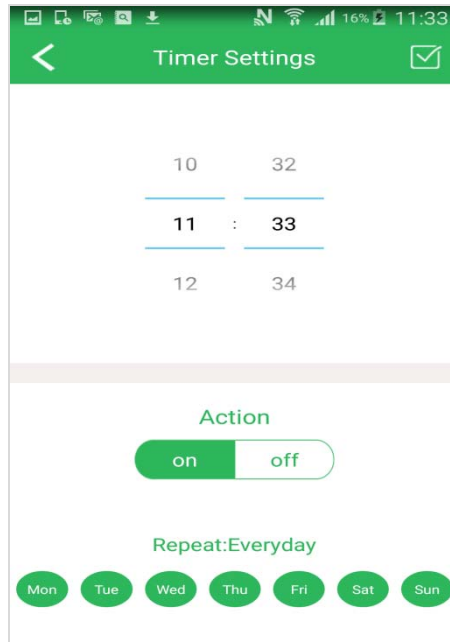 16% 11:33
Timer Settings
10 32
11 : 33
12 34
Action
on off
Repeat:Everyday
Mon Tue Wed Thu Fri Sat Sun